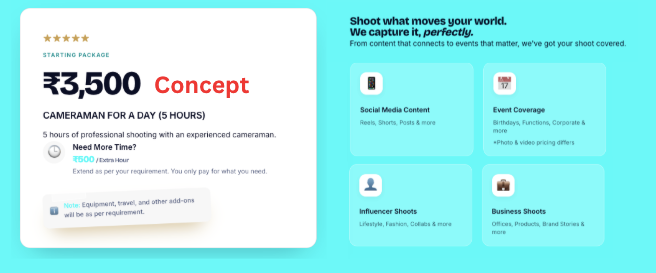 STARTING PACKAGE
₹3,500 Concept
CAMERAMAN FOR A DAY (5 HOURS)
5 hours of professional shooting with an experienced cameraman.
Need More Time?
₹500 / Extra Hour
Extend as per your requirement. You only pay for what you need.
Note: Equipment, travel, and other add-ons
will be as per requirement.
Shoot what moves your world.
We capture it, perfectly.
From content that connects to events that matter, we've got your shoot covered.
Social Media Content
Reels, Shorts, Posts & more
Event Coverage
Birthdays, Functions, Corporate &
more
*Photo & video pricing differs
Influencer Shoots
Lifestyle, Fashion, Collabs & more
Business Shoots
Offices, Products, Brand Stories &
more